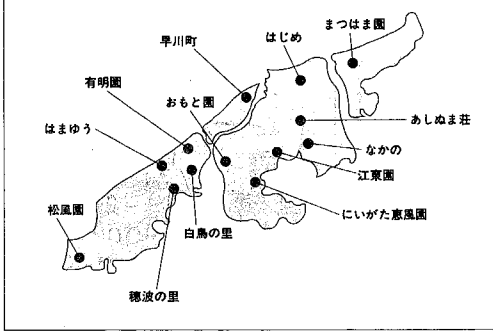 まつはま園
はじめ
早川町
有明園
おもと園
あしぬま荘
はまゆう
なかの
江東園
松風園
にいがた恵風園
白鳥の里
穂波の里